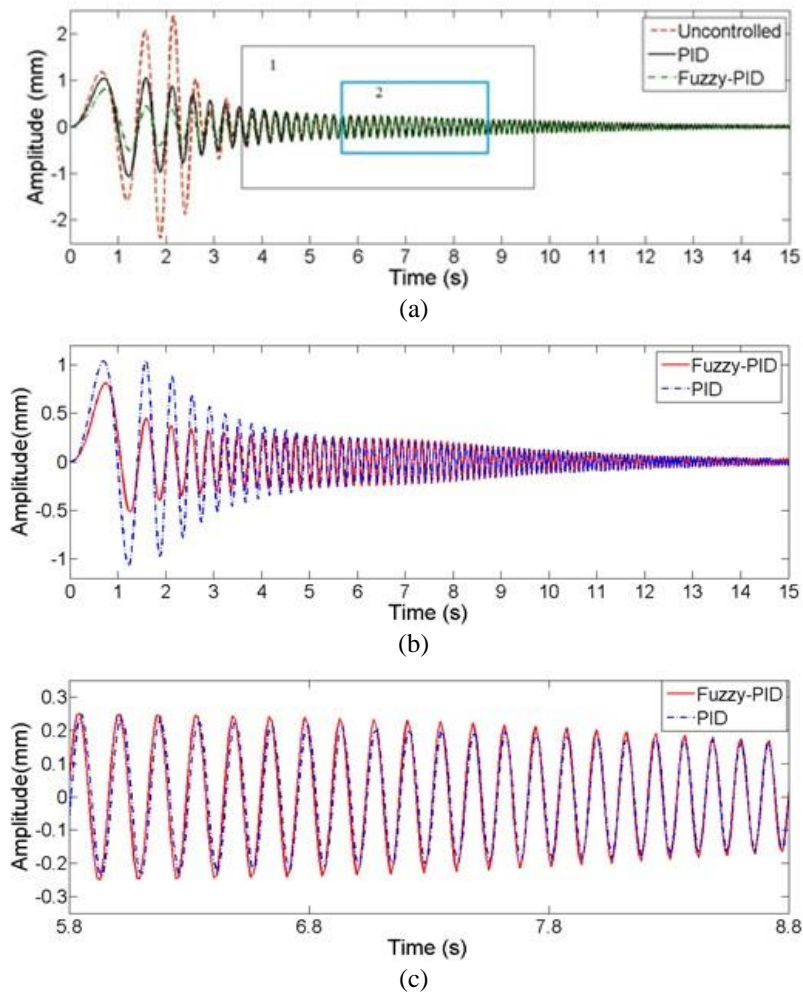 2
1
0
-1
-2
Amplitude (mm)
1
2
Uncontrolled
PID
Fuzzy-PID
0 1 2 3 4 5 6 7 8 9 10 11 12 13 14 15
Time (s)
(a)
1
0.5
0
-0.5
-1
Amplitude(mm)
Fuzzy-PID
PID
0 1 2 3 4 5 6 7 8 9 10 11 12 13 14 15
Time (s)
(b)
0.3
0.2
0.1
0
-0.1
-0.2
-0.3
Amplitude(mm)
Fuzzy-PID
PID
5.8 6.8 7.8 8.8
Time (s)
(c)